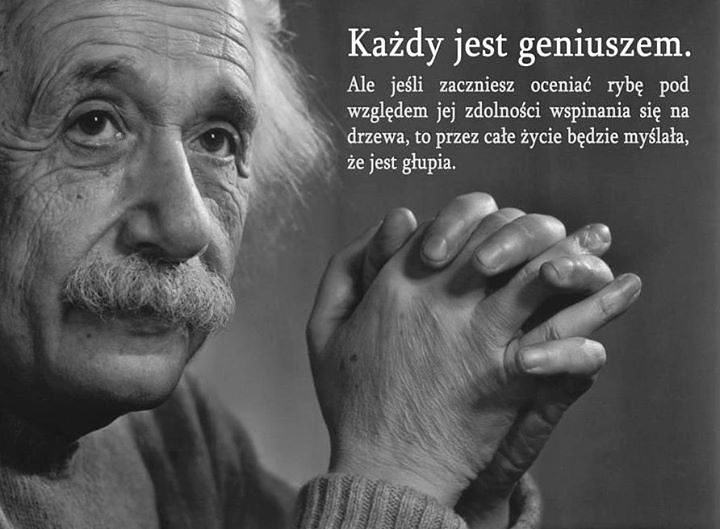 Każdy jest geniuszem.
Ale jeśli zaczniesz oceniać rybę pod
względem jej zdolności wspinania się na
drzewa, to przez całe życie będzie myślała,
że jest głupia.